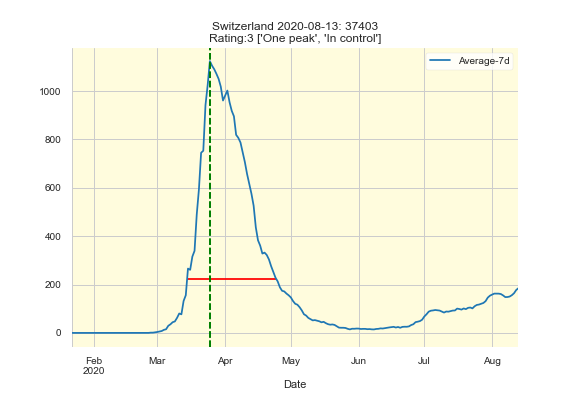 Switzerland 2020-08-13: 37403
Rating:3 ['One peak', 'In control']
Average-7d
1000
800
600
400
200
0
Feb Mar Apr May Jun Jul Aug
2020
Date